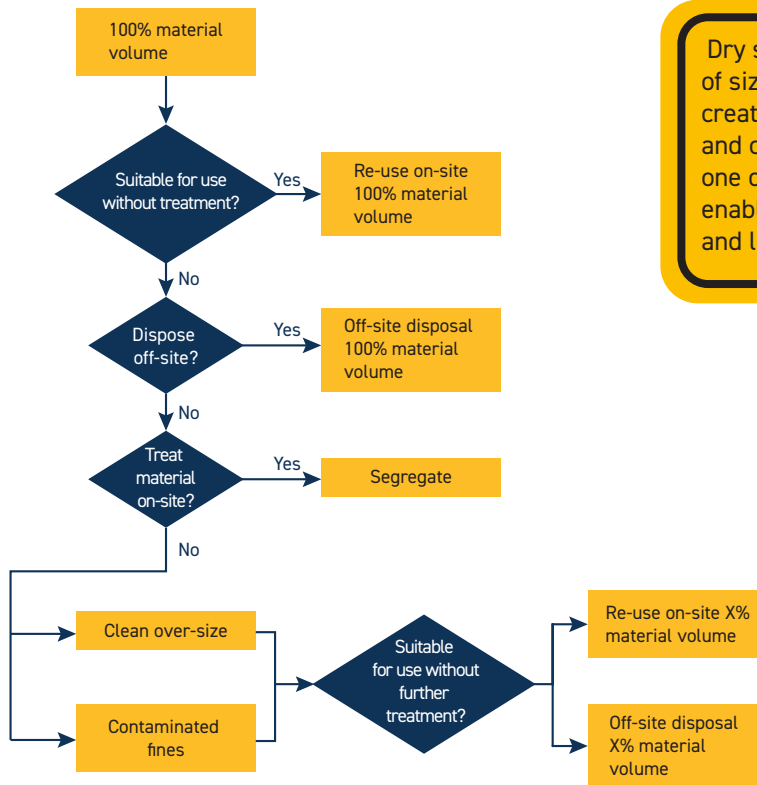 100% material
volume
Suitable for use
without treatment?
Yes
Re-use on-site
100% material
volume
No
Dispose
off-site?
Yes
Off-site disposal
100% material
volume
No
Treat
material
on-site?
Yes
Segregate
No
Clean over-size
Contaminated
fines
Suitable
for use without
further
treatment?
Re-use on-site X%
material volume
Off-site disposal
X% material
volume
Dry
of
and
one
and